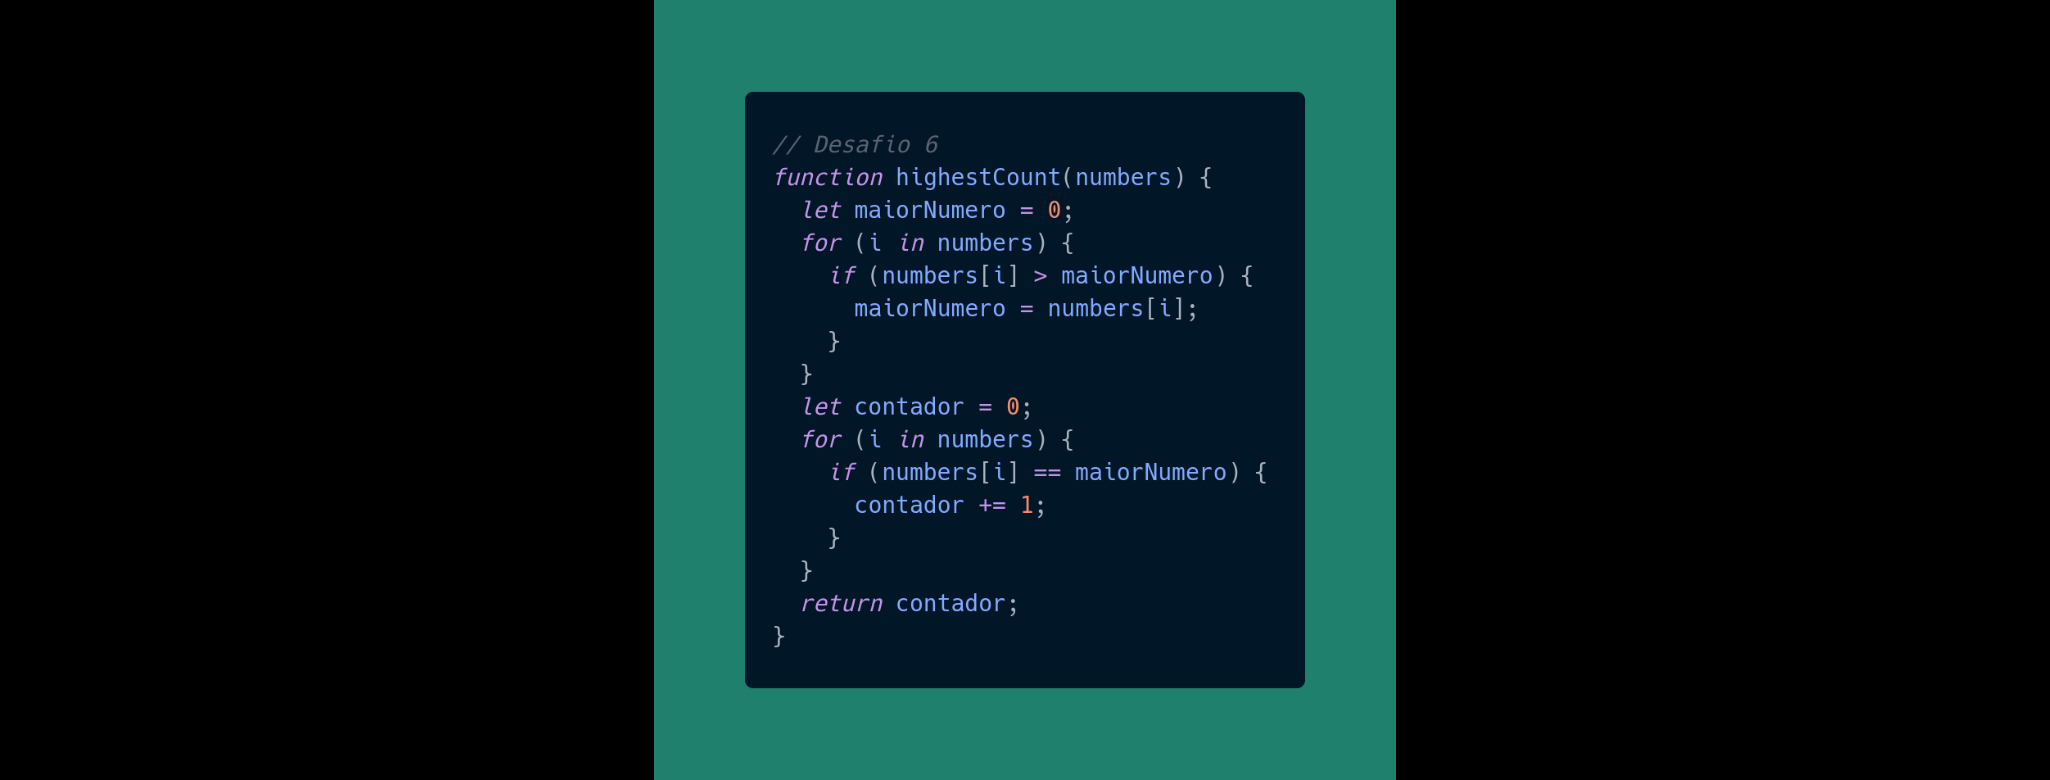 // Desafio 6
function highestCount(numbers) {
  let maiorNumero = 0;
  for (i in numbers) {
    if (numbers[i] > maiorNumero) {
      maiorNumero = numbers[i];
    }
  }
  let contador = 0;
  for (i in numbers) {
    if (numbers[i] == maiorNumero) {
      contador += 1;
    }
  }
  return contador;
}